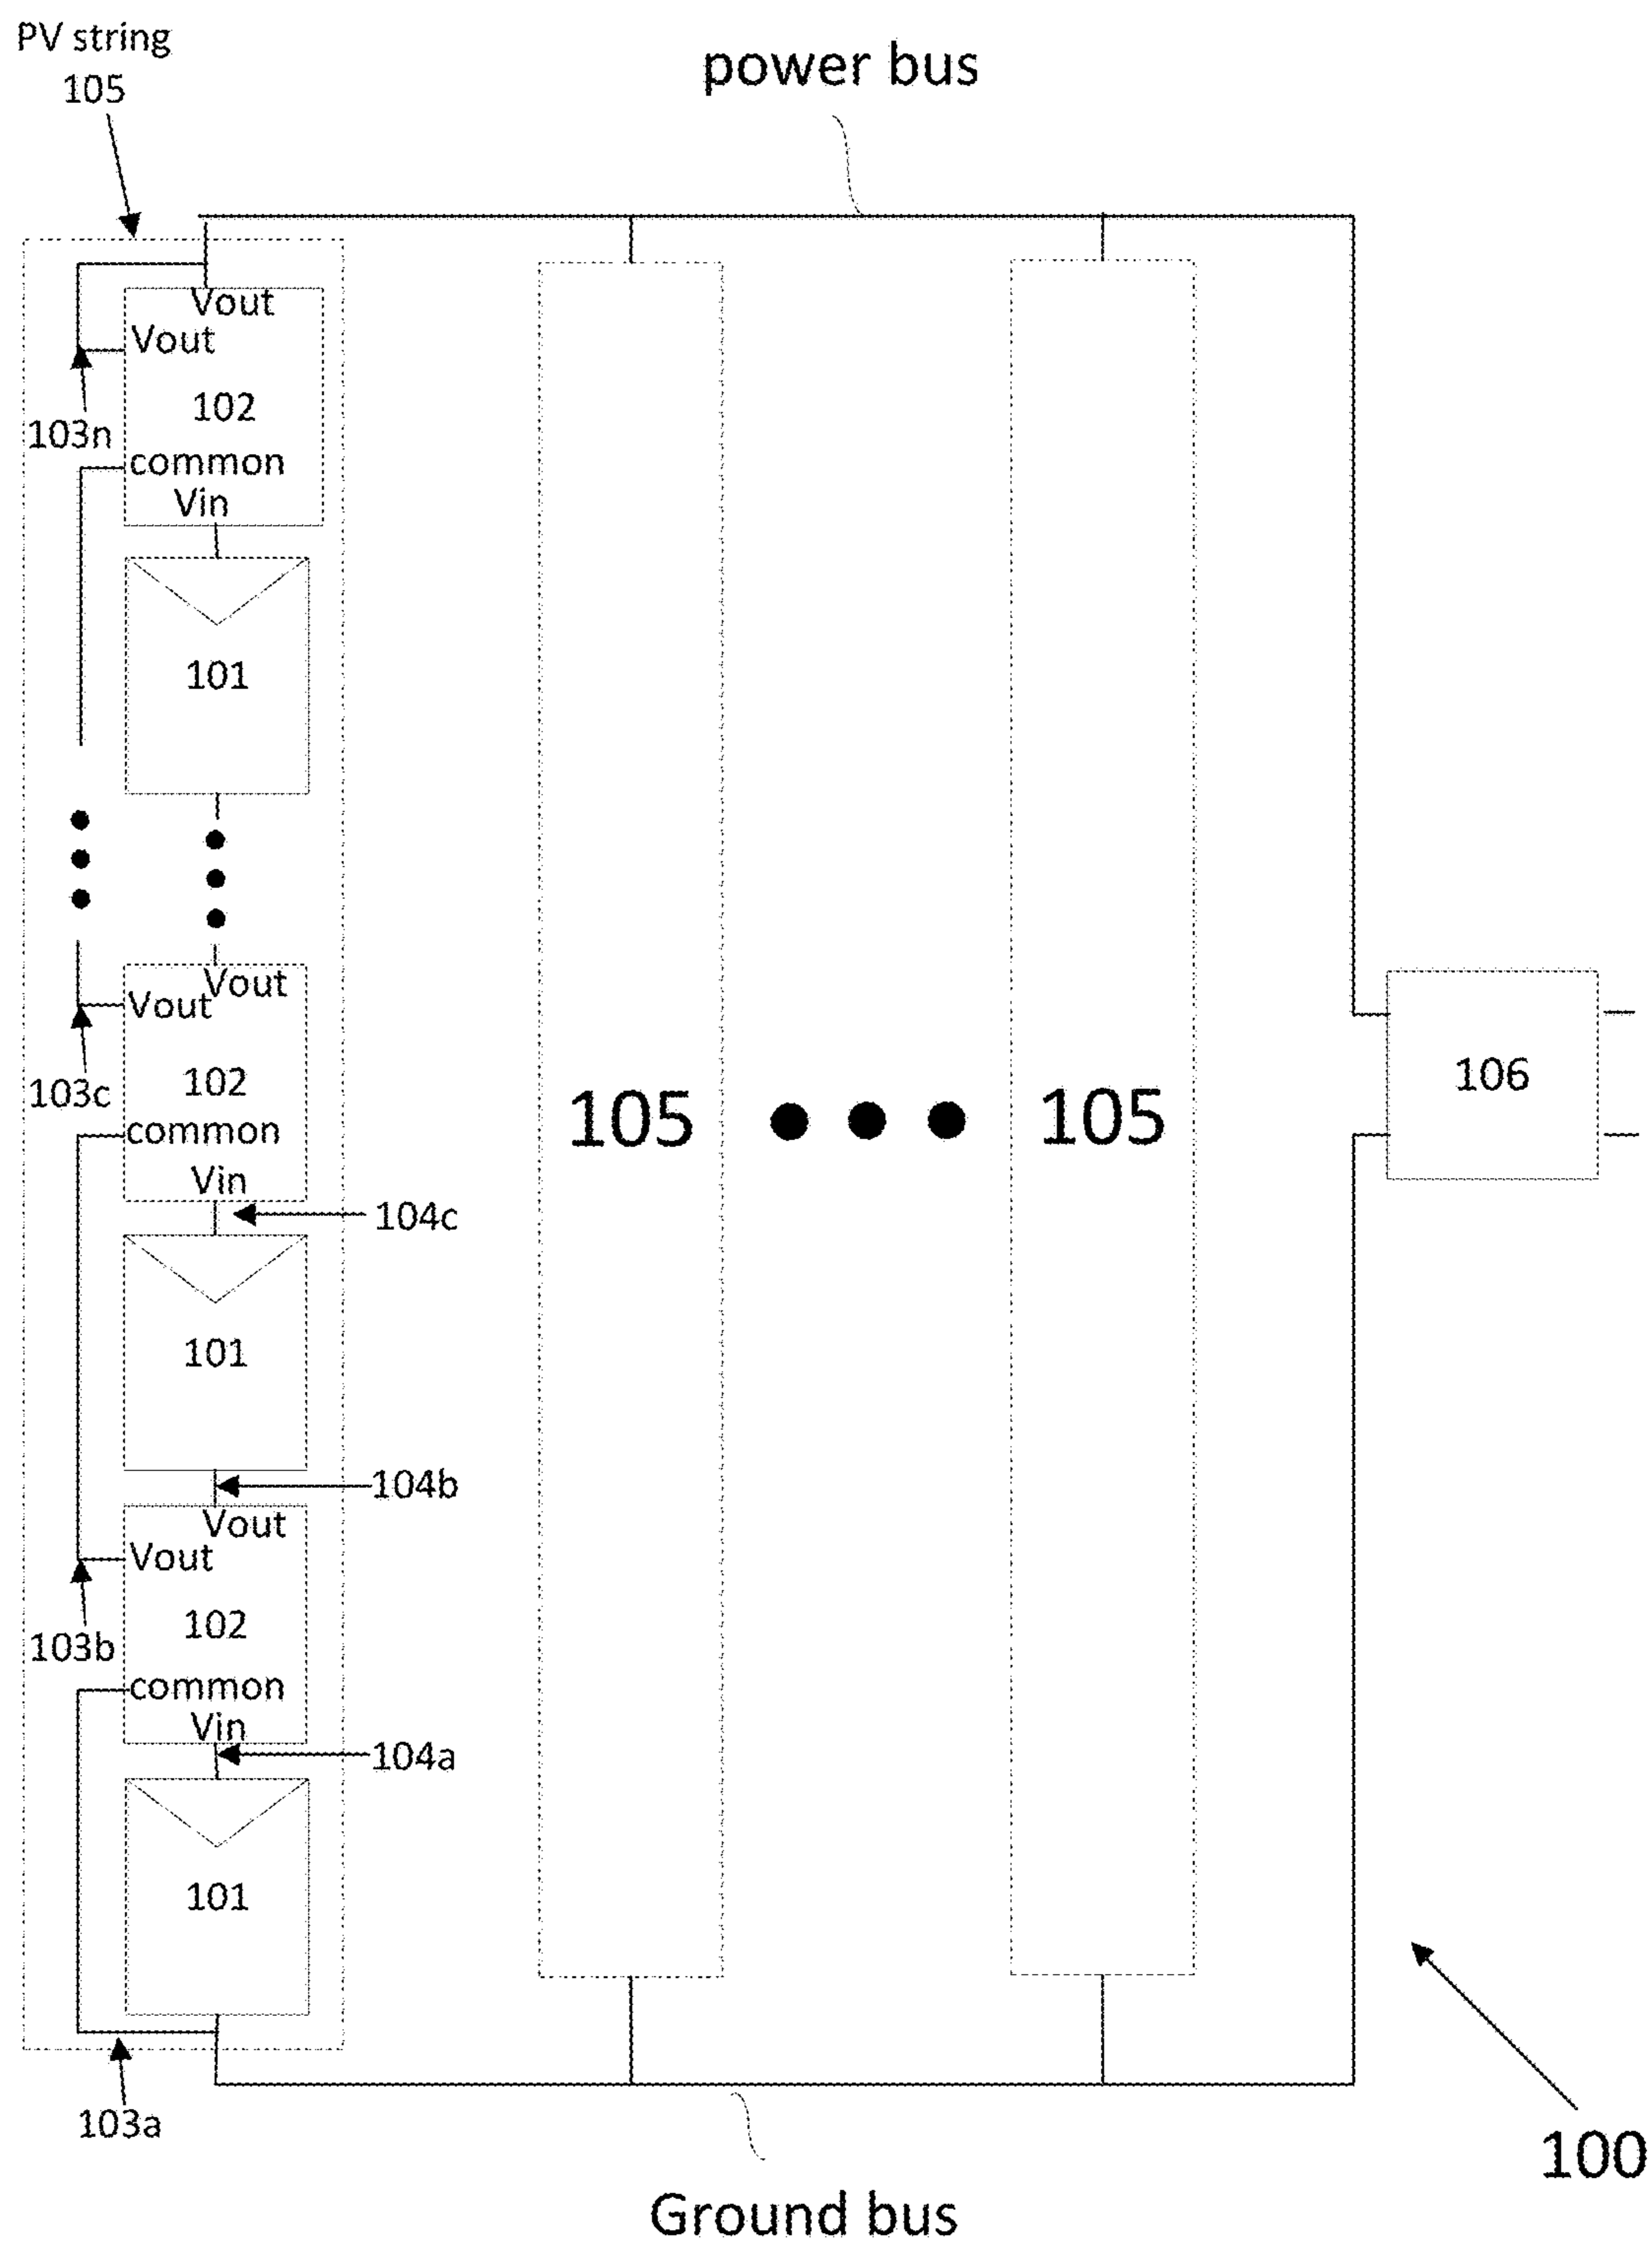 PV string
105
power bus
Vout
Vout
102
103n
common
Vin
101
Vout
Vout
102
103c
common
Vin
104c
101
104b
Vout
Vout
102
103b
common
Vin
104a
101
103a
105
105
106
100
Ground bus